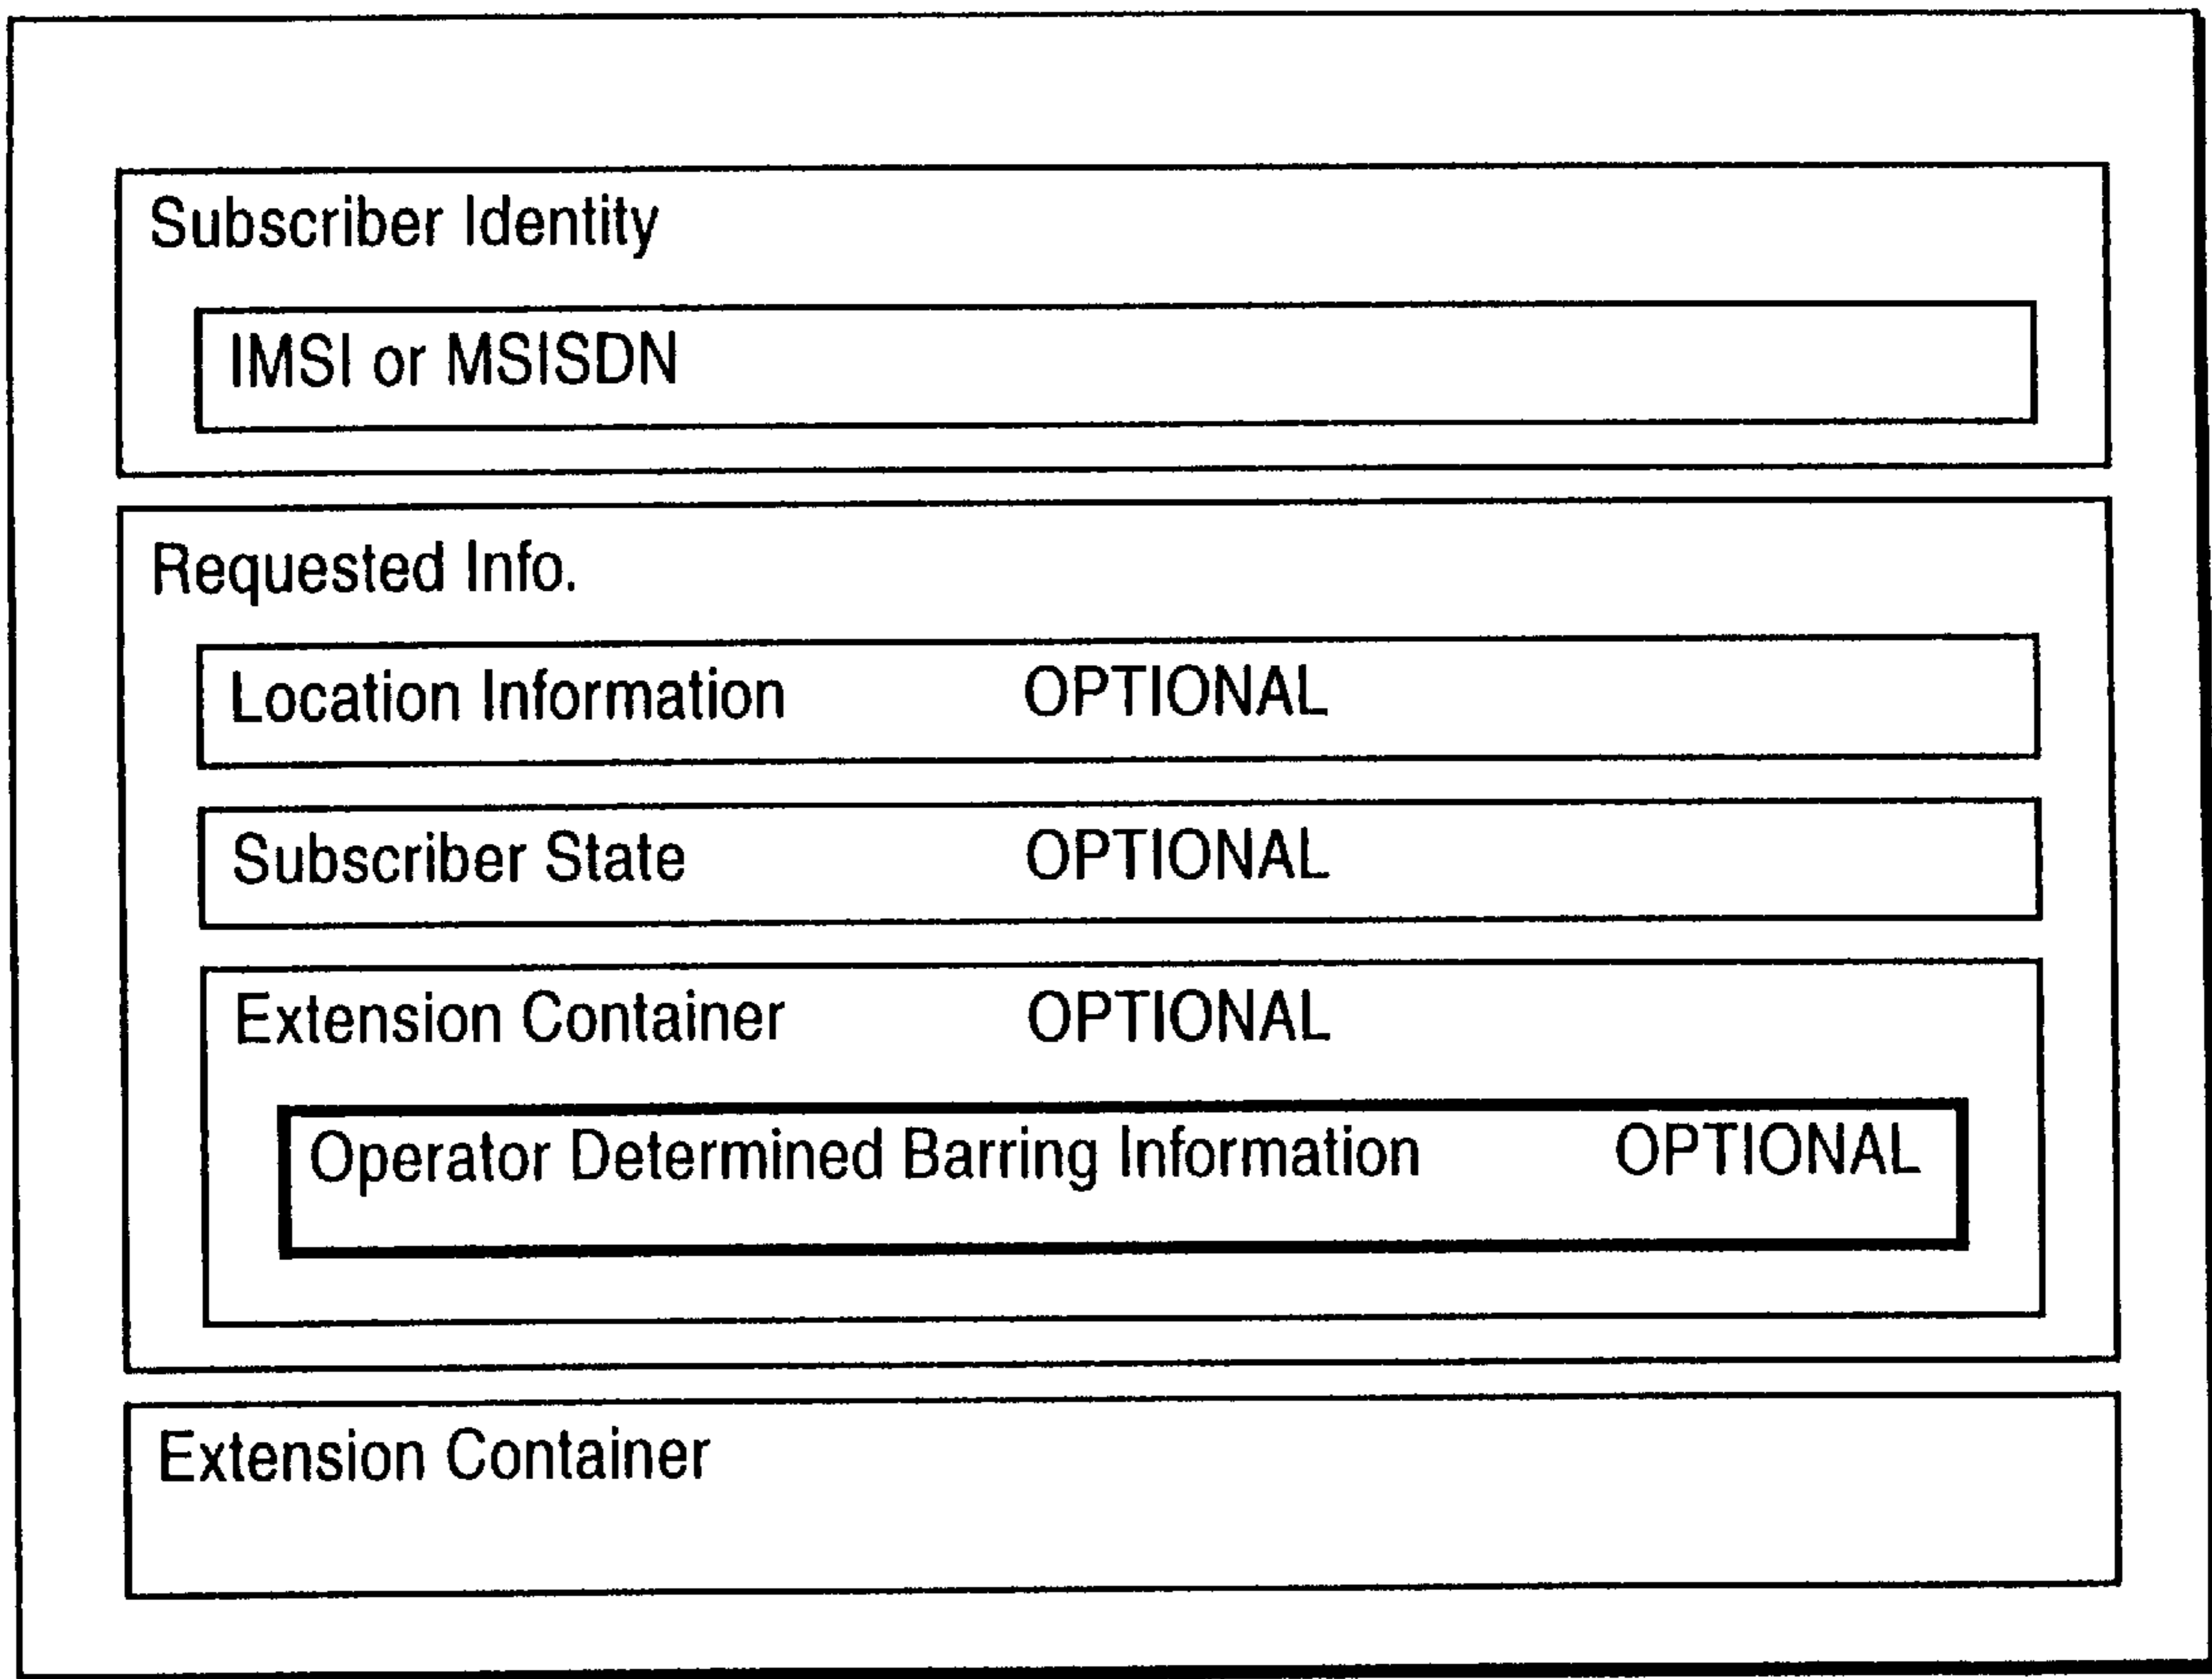 Subscriber Identity
IMSI or MSISDN
Requested Info.
Location Information OPTIONAL
Subscriber State OPTIONAL
Extension Container OPTIONAL
Operator Determined Barring Information OPTIONAL
Extension Container